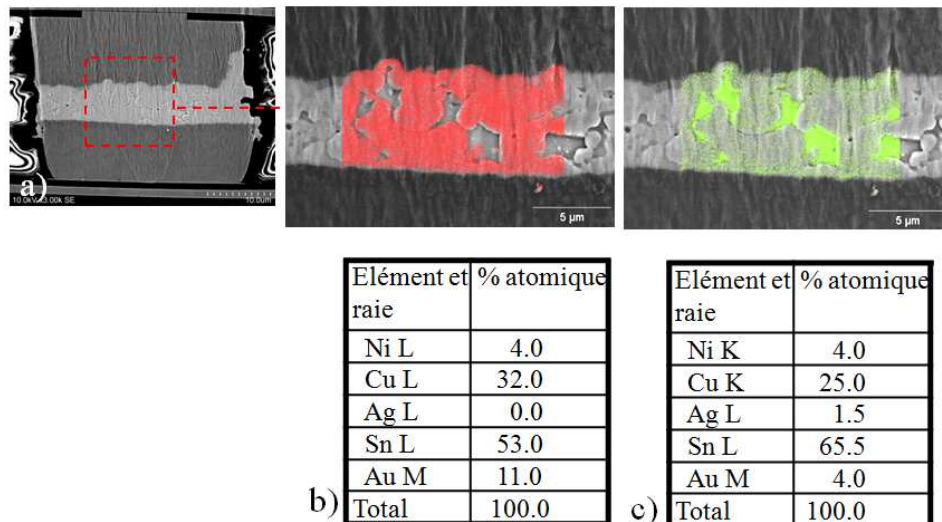 a)
10.0kV x3.00k SE
10.0um
5 µm
5 µm
Elément et raie % atomique
Ni L 4.0
Cu L 32.0
Ag L 0.0
Sn L 53.0
Au M 11.0
Total 100.0
b)
Elément et raie % atomique
Ni K 4.0
Cu K 25.0
Ag L 1.5
Sn L 65.5
Au M 4.0
Total 100.0
c)